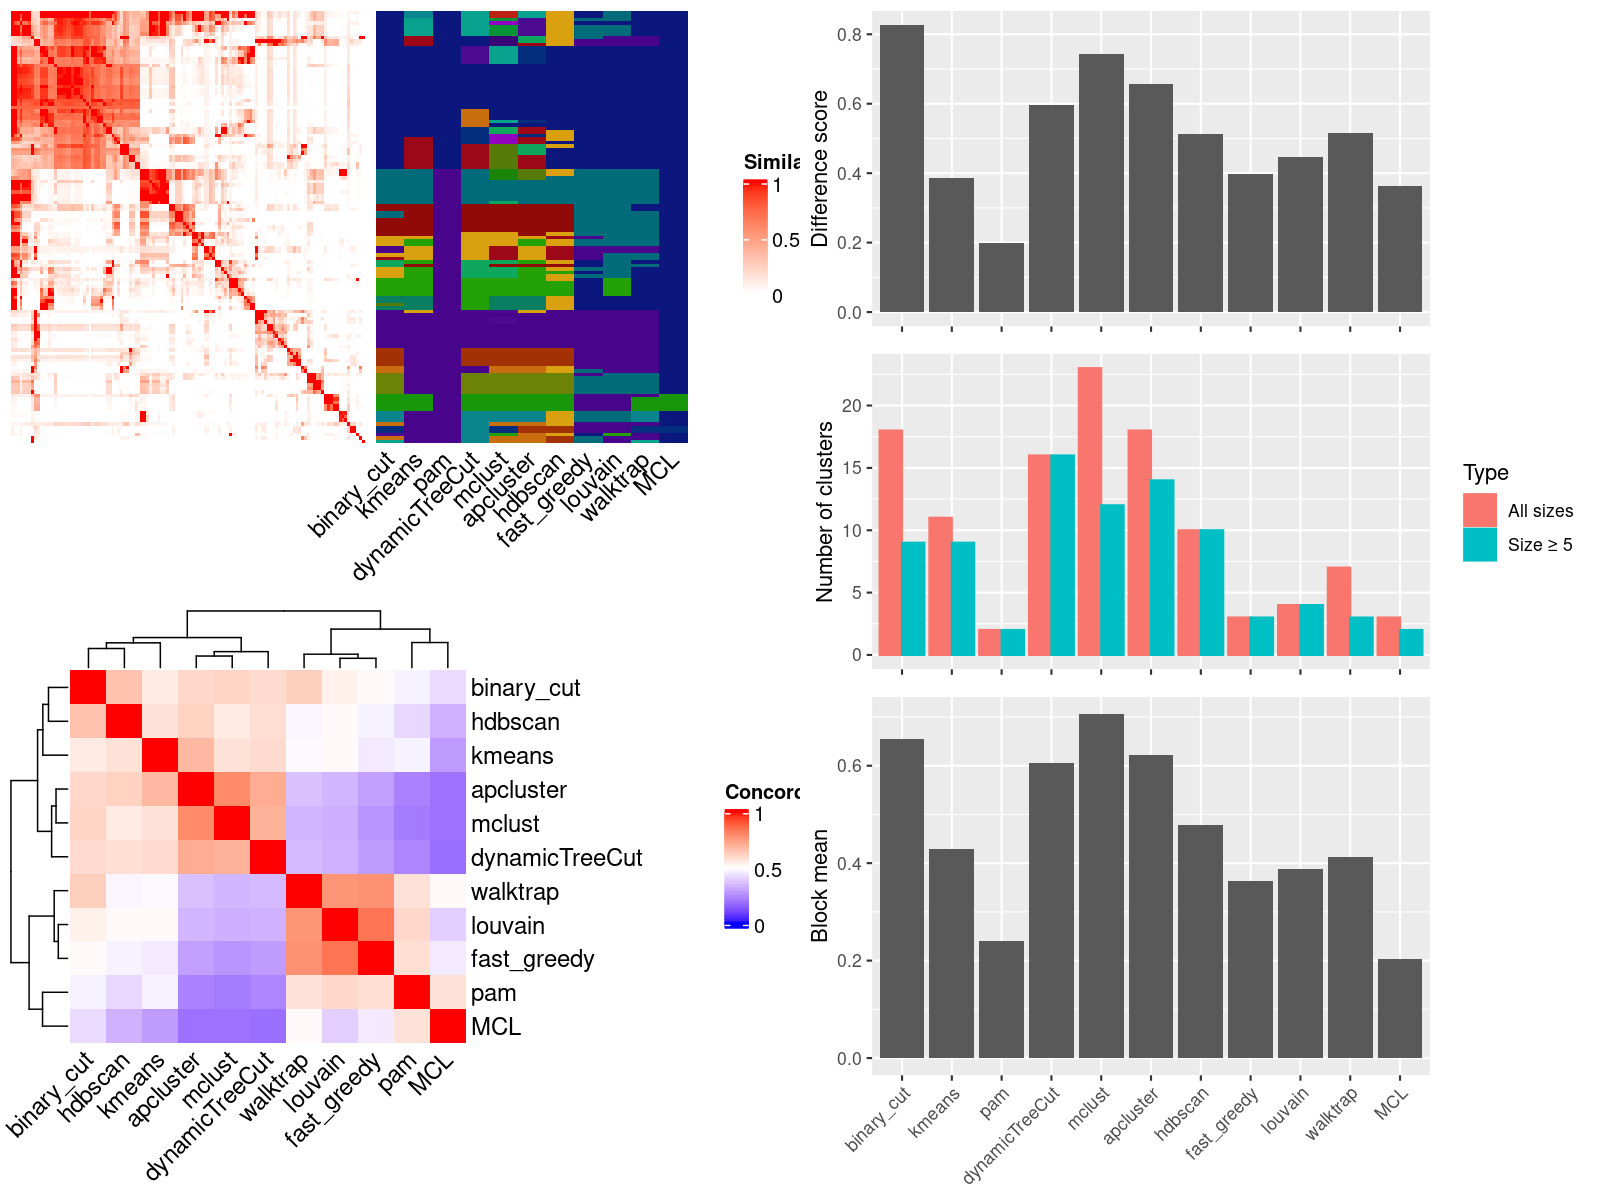 Simila
1
0.5
0
binary_cut
kmeans
pam
dynamicTreeCut
mclust
apcluster
hdbscan
fast_greedy
louvain
walktrap
MCL
binary_cut
hdbscan
kmeans
apcluster
mclust
dynamicTreeCut
walktrap
louvain
fast_greedy
pam
MCL
binary_cut
hdbscan
kmeans
apcluster
mclust
dynamicTreeCut
walktrap
louvain
fast_greedy
pam
MCL
Concord
1
0.5
0
Difference score
0.8
0.6
0.4
0.2
0.0
Number of clusters
20
15
10
5
0
Type
All sizes
Size ≥ 5
Block mean
0.6
0.4
0.2
0.0
binary_cut
kmeans
pam
dynamicTreeCut
mclust
apcluster
hdbscan
fast_greedy
louvain
walktrap
MCL